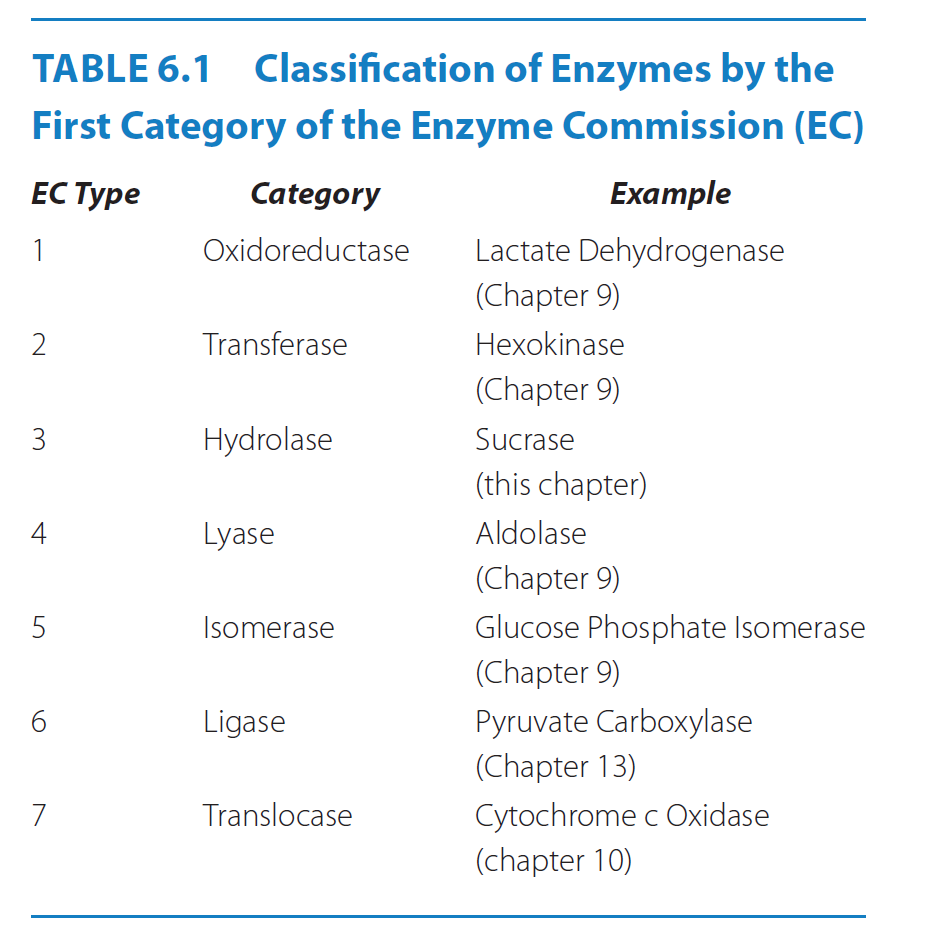 TABLE 6.1 Classification of Enzymes by the
First Category of the Enzyme Commission (EC)
EC Type Category Example
1 Oxidoreductase Lactate Dehydrogenase
(Chapter 9)
2 Transferase Hexokinase
(Chapter 9)
3 Hydrolase Sucrase
(this chapter)
4 Lyase Aldolase
(Chapter 9)
5 Isomerase Glucose Phosphate Isomerase
(Chapter 9)
6 Ligase Pyruvate Carboxylase
(Chapter 13)
7 Translocase Cytochrome c Oxidase
(chapter 10)